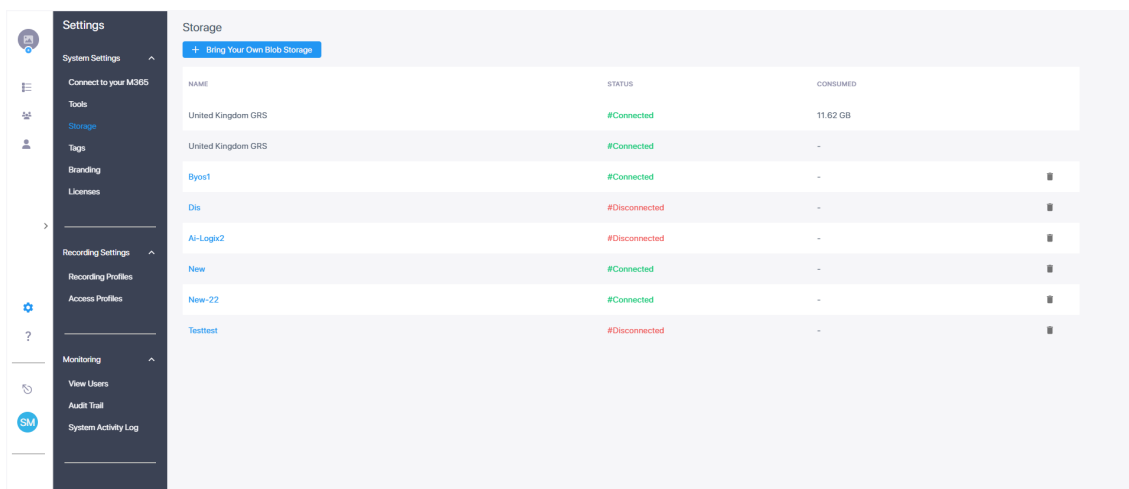 Settings
System Settings
Connect to your M365
Tools
Storage
Tags
Branding
Licenses
Recording Settings
Recording Profiles
Access Profiles
?
Monitoring
View Users
Audit Trail
System Activity Log
SM
Storage
+ Bring Your Own Blob Storage
NAME STATUS CONSUMED
United Kingdom GRS #Connected 11.62 GB
United Kingdom GRS #Connected -
Byos1 #Connected -
Dis #Disconnected -
Ai-Logix2 #Disconnected -
New #Connected -
New-22 #Connected -
Testtest #Disconnected -